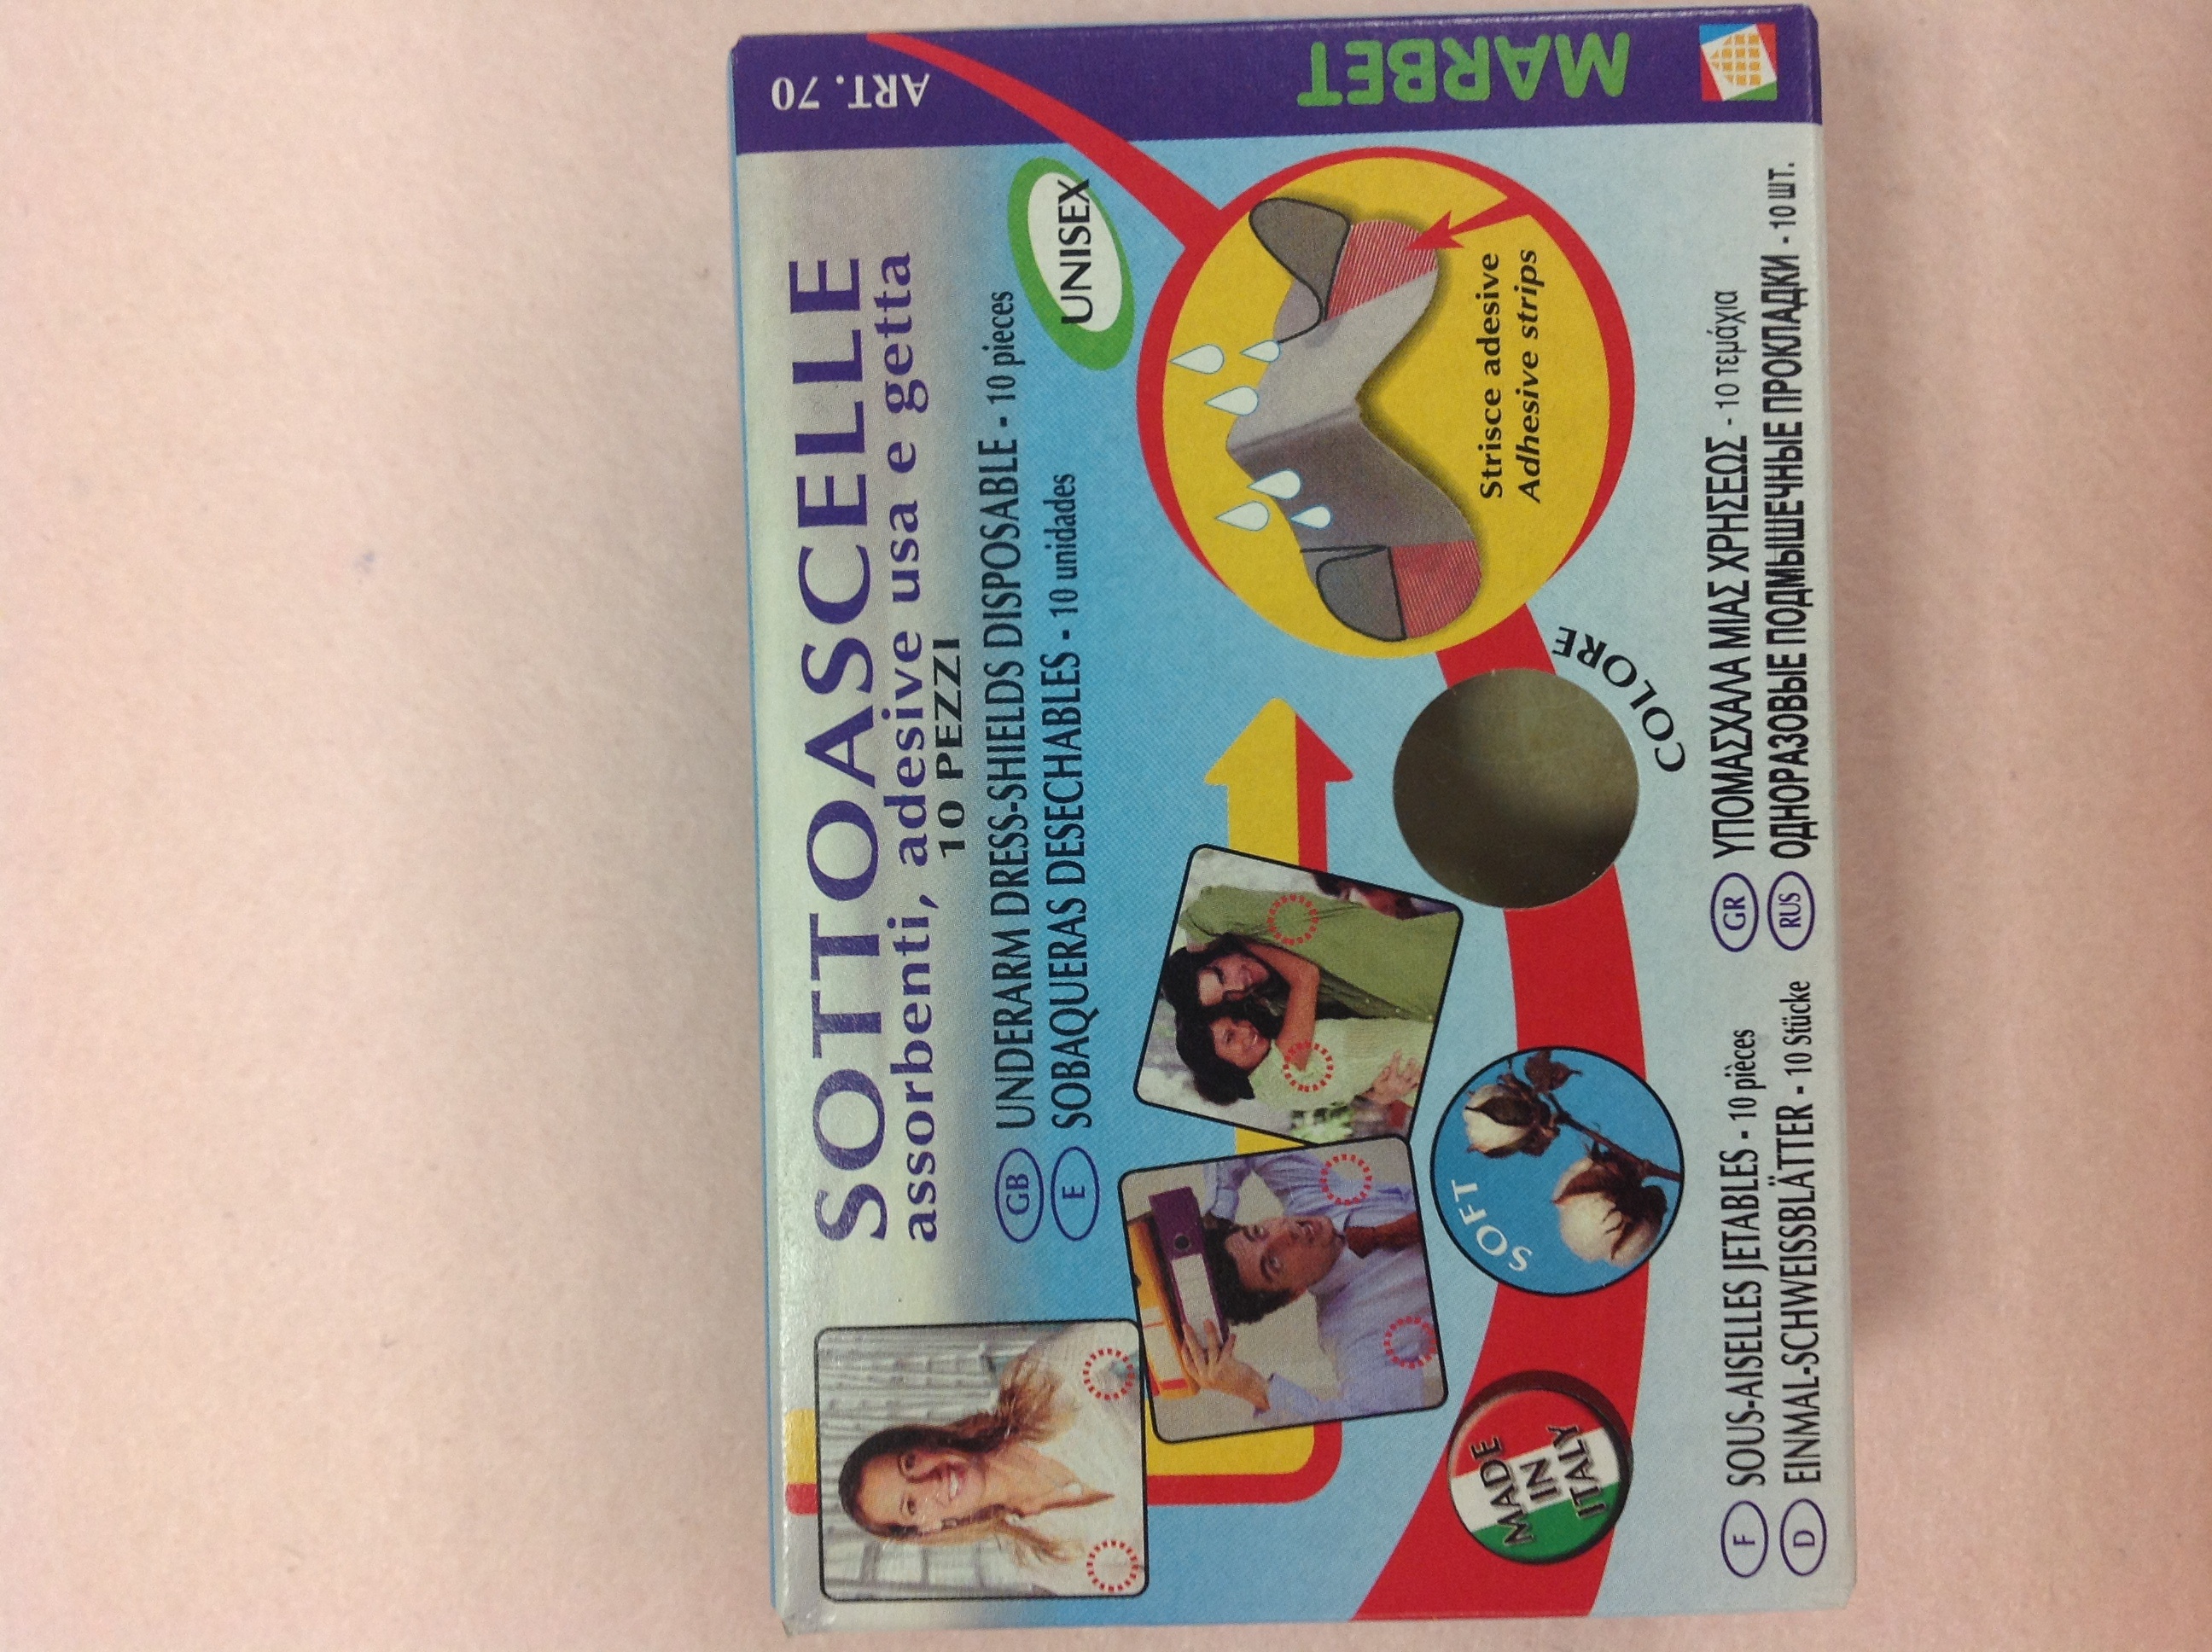 SOTTOASCELLE
assorbenti, adesive usa e getta
10 PEZZI
GB UNDERARM DRESS-SHIELDS DISPOSABLE - 10 pieces
E SOBAQUERAS DESECHABLES - 10 unidades
UNISEX
ART. 70
MARBET
Strisce adesive
Adhesive strips
COLORE
SOFT
MADE
IN
ITALY
F SOUS-AISELLES JETABLES - 10 pièces
D EINMAL-SCHWEISSBLÄTTER - 10 Stücke
GR ΥΠΟΜΑΣΧΑΛΑ ΜΙΑΣ ΧΡΗΣΕΩΣ - 10 τεμάχια
RUS ОДНОРАЗОВЫЕ ПОДМЫШЕЧНЫЕ ПРОКЛАДКИ - 10 шт.